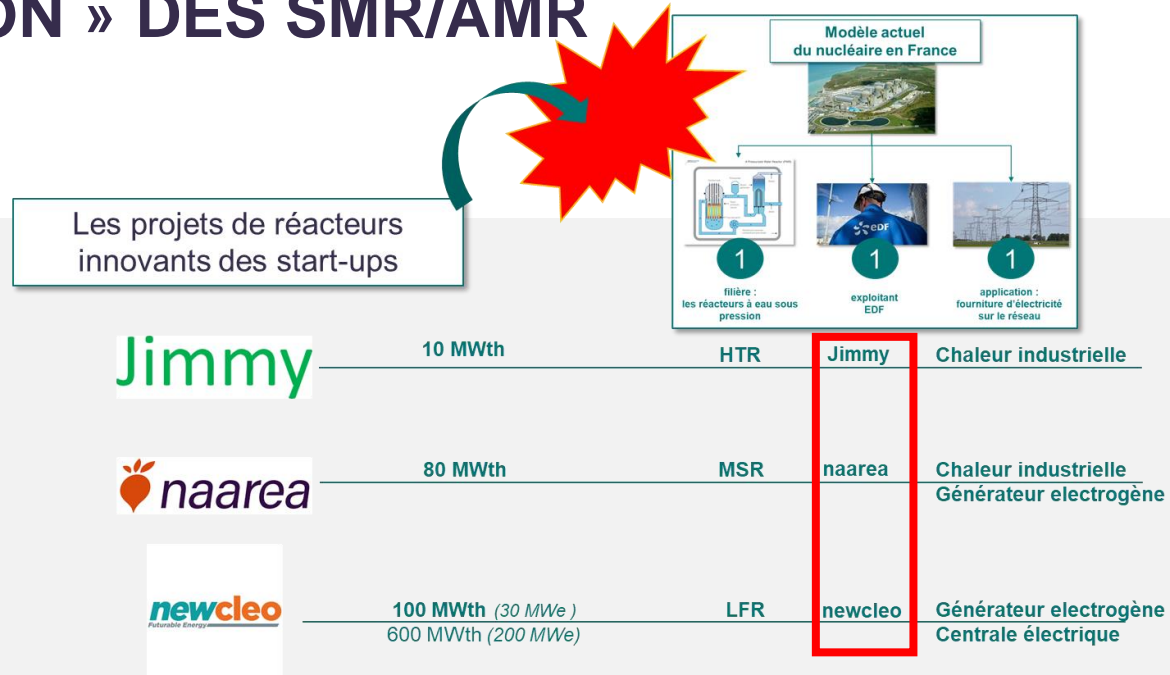 ON » DES SMR/AMR
Modèle actuel
du nucléaire en France
Les projets de réacteurs
innovants des start-ups
edf
1
1
1
filière :
les réacteurs à eau sous
pression
exploitant
EDF
application :
fourniture d'électricité
sur le réseau
Jimmy
10 MWth
HTR
Jimmy
Chaleur industrielle
naarea
80 MWth
MSR
naarea
Chaleur industrielle
Générateur electrogène
newcleo
Futurable Energy
100 MWth (30 MWe )
600 MWth (200 MWe)
LFR
newcleo
Générateur electrogène
Centrale électrique